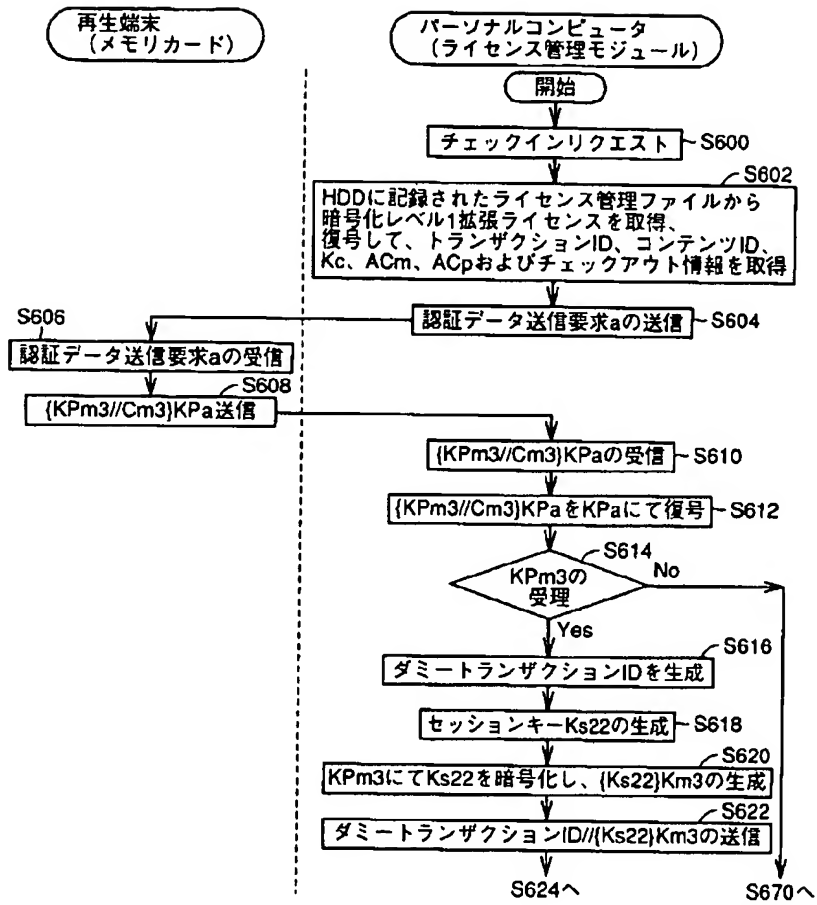 再生端末
(メモリカード)
パーソナルコンピュータ
(ライセンス管理モジュール)
開始
チェックインリクエスト
S600
S602
HDDに記録されたライセンス管理ファイルから
暗号化レベル1拡張ライセンスを取得、
復号して、トランザクションID、コンテンツID、
Kc、ACm、ACpおよびチェックアウト情報を取得
S606
認証データ送信要求aの送信
S604
認証データ送信要求aの受信
S608
{KPm3//Cm3}KPa送信
{KPm3//Cm3}KPaの受信
S610
{KPm3//Cm3}KPaをKPaにて復号
S612
S614
KPm3の
受理
No
Yes
S616
ダミートランザクションIDを生成
セッションキーKs22の生成
S618
S620
KPm3にてKs22を暗号化し、{Ks22}Km3の生成
S622
ダミートランザクションID//{Ks22}Km3の送信
S624へ
S670へ